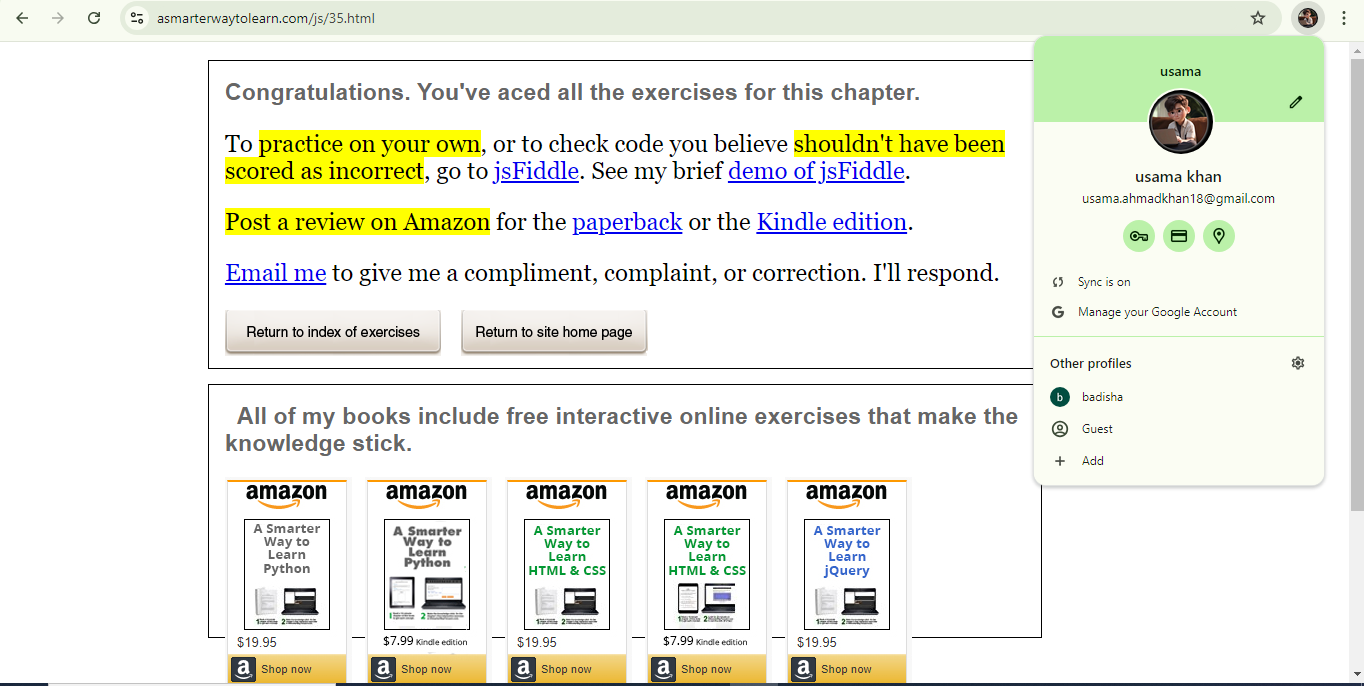 asmarterwaytolearn.com/js/35.html
Congratulations. You've aced all the exercises for this chapter.
To practice on your own, or to check code you believe shouldn't have been
scored as incorrect, go to jsFiddle. See my brief demo of jsFiddle.
Post a review on Amazon for the paperback or the Kindle edition.
Email me to give me a compliment, complaint, or correction. I'll respond.
Return to index of exercises
Return to site home page
All of my books include free interactive online exercises that make the
knowledge stick.
amazon
A Smarter
Way to
Learn
Python
$19.95
a Shop now
amazon
A Smarter
Way to
Learn
Python
$7.99 Kindle edition
a Shop now
amazon
A Smarter
Way to
Learn
HTML & CSS
$19.95
a Shop now
amazon
A Smarter
Way to
Learn
HTML & CSS
$7.99 Kindle edition
a Shop now
amazon
A Smarter
Way to
Learn
jQuery
$19.95
a Shop now
usama
usama khan
usama.ahmadkhan18@gmail.com
Sync is on
G Manage your Google Account
Other profiles
b badisha
Guest
Add